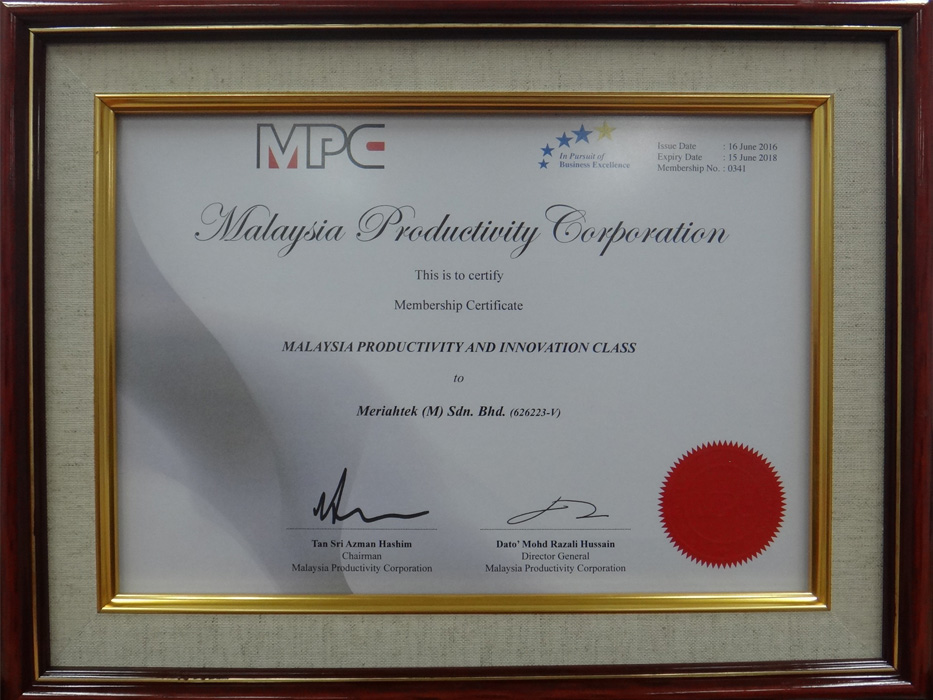 MPC
In Pursuit of
Business Excellence
Issue Date : 16 June 2016
Expiry Date : 15 June 2018
Membership No. : 0341
Malaysia Productivity Corporation
This is to certify
Membership Certificate
MALAYSIA PRODUCTIVITY AND INNOVATION CLASS
to
Meriahtek (M) Sdn. Bhd. (626223-V)
Tan Sri Azman Hashim
Chairman
Malaysia Productivity Corporation
Dato' Mohd Razali Hussain
Director General
Malaysia Productivity Corporation